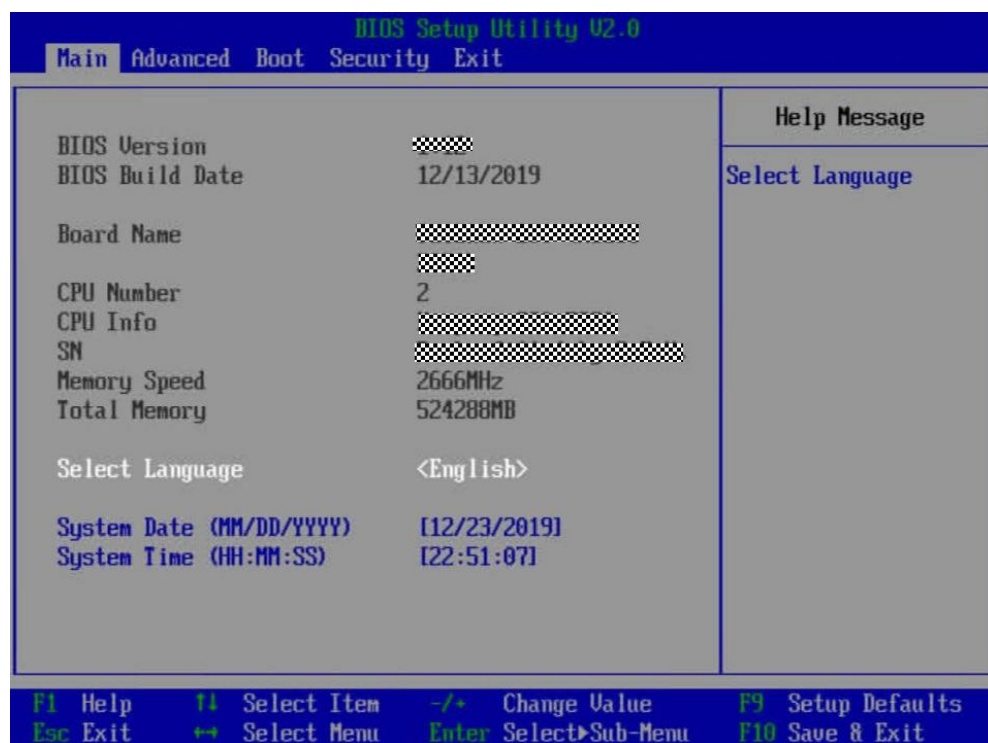 BIOS Setup Utility V2.0
Main Advanced Boot Security Exit
BIOS Version
BIOS Build Date 12/13/2019
Board Name
CPU Number 2
CPU Info
SN
Memory Speed 2666MHz
Total Memory 524288MB
Select Language <English>
System Date (MM/DD/YYYY) [12/23/2019]
System Time (HH:MM:SS) [22:51:07]
Help Message
Select Language
F1 Help ↑↓ Select Item -/+ Change Value F9 Setup Defaults
Esc Exit ←→ Select Menu Enter Select▶Sub-Menu F10 Save & Exit